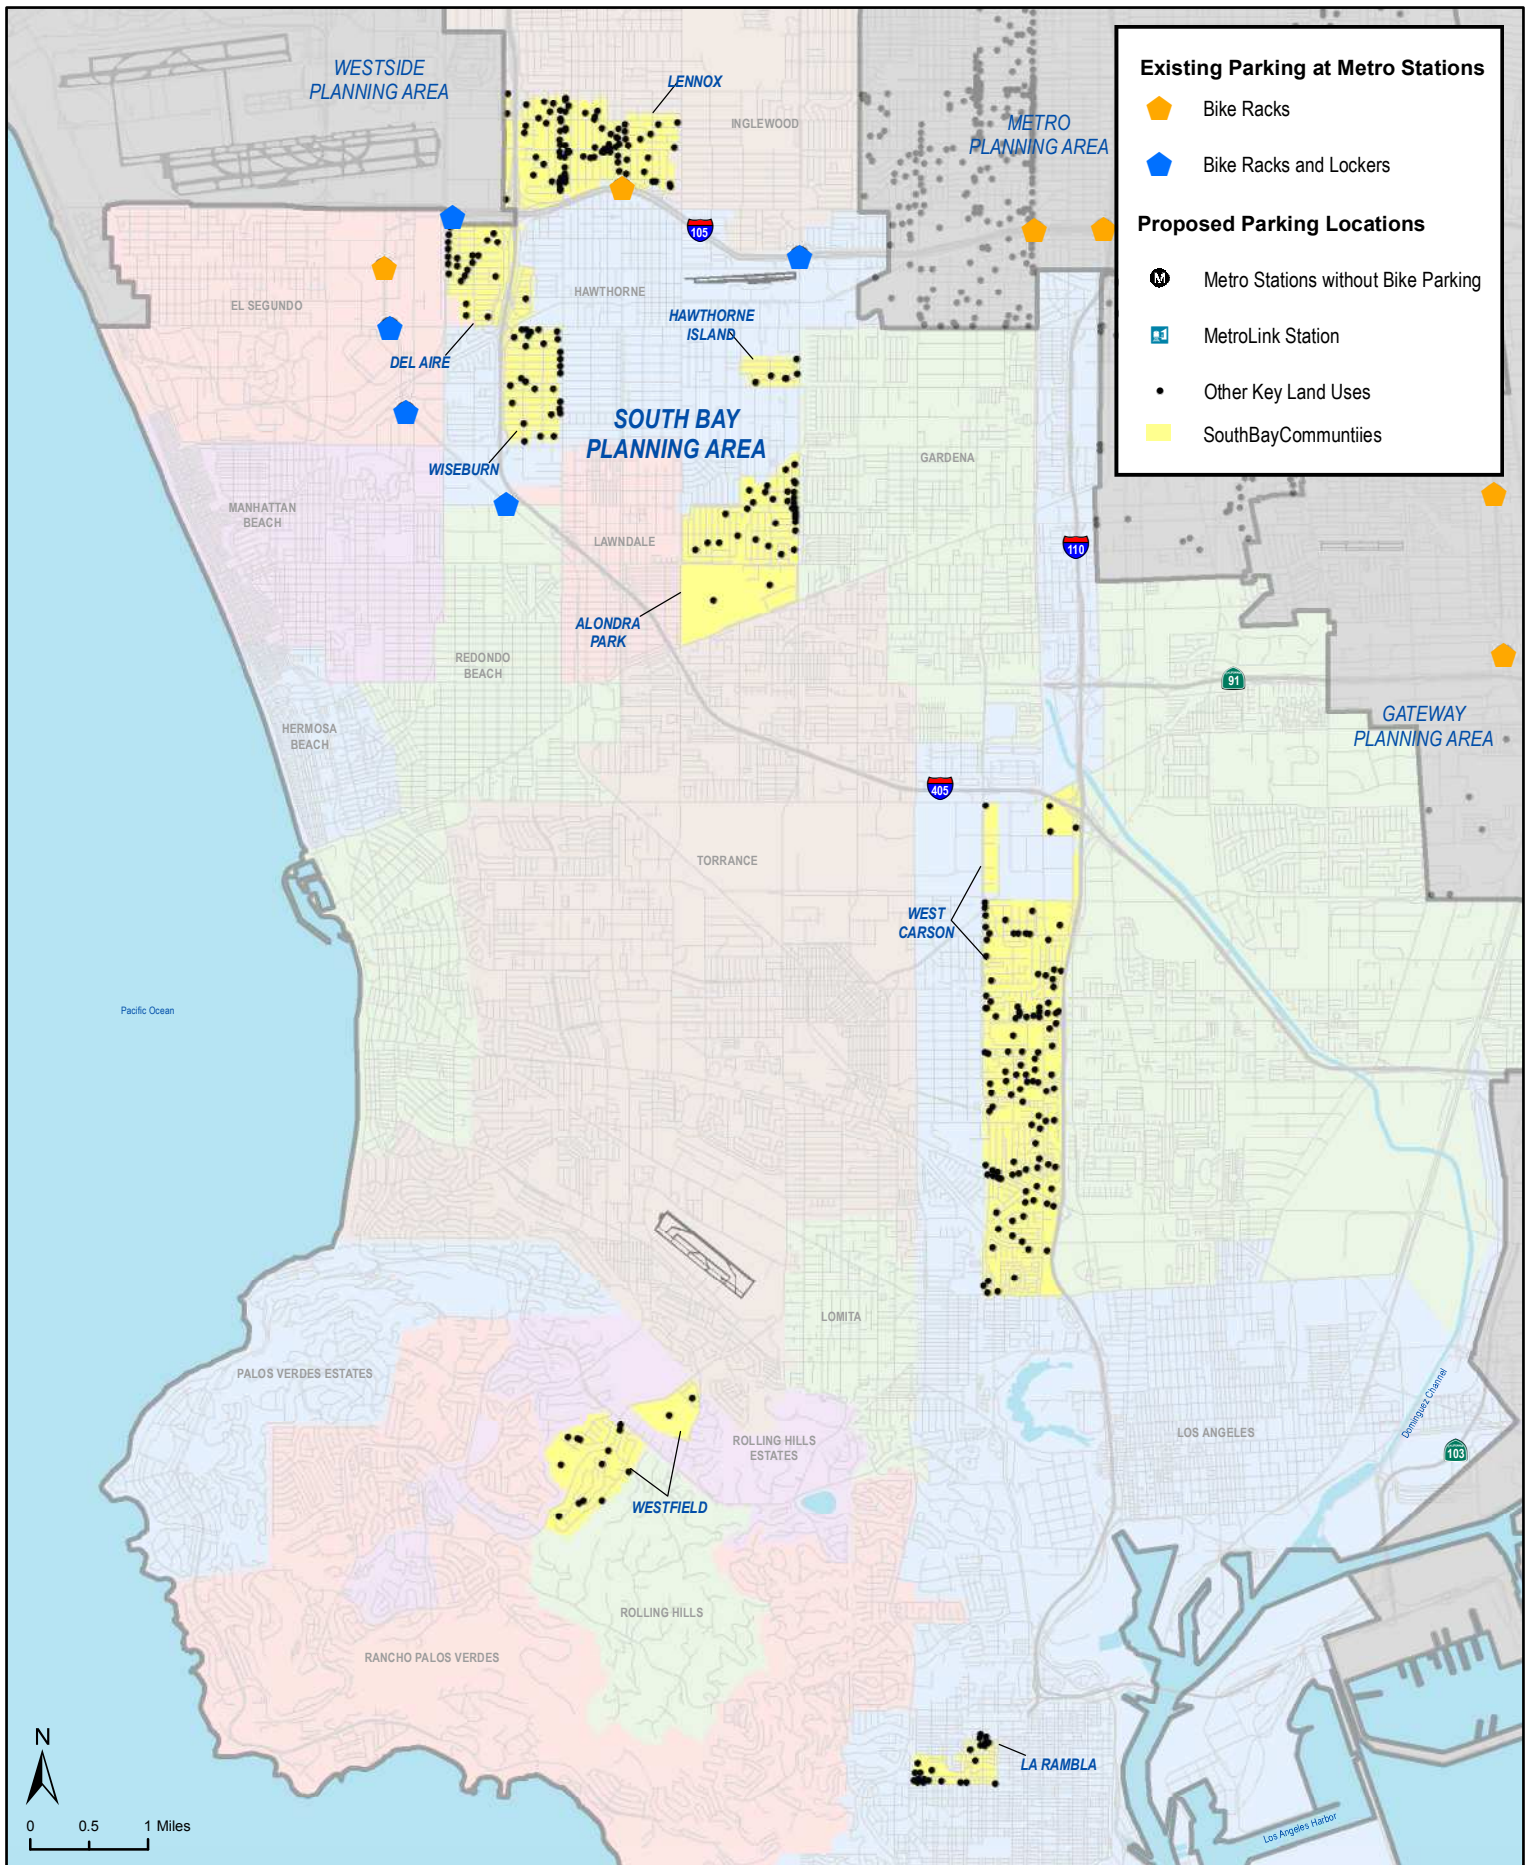 WESTSIDE
PLANNING AREA
LENNOX
INGLEWOOD
METRO
PLANNING AREA
Existing Parking at Metro Stations
Bike Racks
Bike Racks and Lockers
Proposed Parking Locations
M
Metro Stations without Bike Parking
MetroLink Station
Other Key Land Uses
SouthBayCommuntiies
105
EL SEGUNDO
HAWTHORNE
HAWTHORNE
ISLAND
DEL AIRE
SOUTH BAY
PLANNING AREA
WISEBURN
GARDENA
MANHATTAN
BEACH
LAWNDALE
110
ALONDRA
PARK
REDONDO
BEACH
91
HERMOSA
BEACH
GATEWAY
PLANNING AREA
405
TORRANCE
WEST
CARSON
Pacific Ocean
LOMITA
PALOS VERDES ESTATES
Dominguez Channel
LOS ANGELES
ROLLING HILLS
ESTATES
103
WESTFIELD
ROLLING HILLS
RANCHO PALOS VERDES
LA RAMBLA
Los Angeles Harbor
N
0 0.5 1 Miles